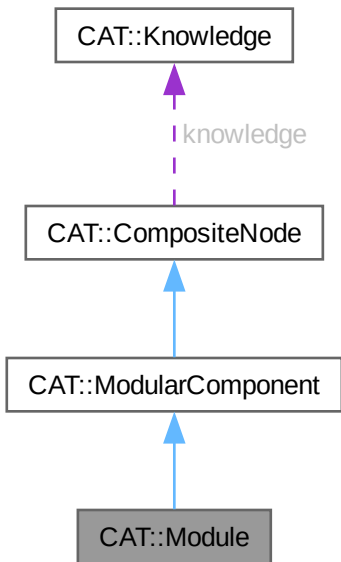 CAT::Knowledge
knowledge
CAT::CompositeNode
CAT::ModularComponent
CAT::Module